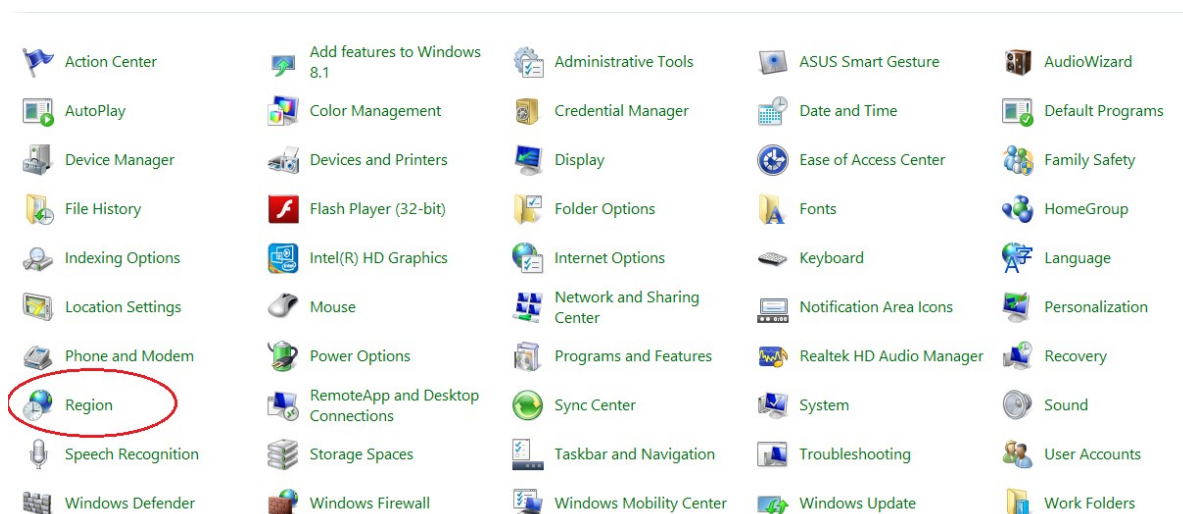 Action Center
Add features to Windows
8.1
Administrative Tools
ASUS Smart Gesture
AudioWizard
AutoPlay
Color Management
Credential Manager
Date and Time
Default Programs
Device Manager
Devices and Printers
Display
Ease of Access Center
Family Safety
File History
Flash Player (32-bit)
Folder Options
Fonts
HomeGroup
Indexing Options
Intel(R) HD Graphics
Internet Options
Keyboard
Language
Location Settings
Mouse
Network and Sharing
Center
Notification Area Icons
Personalization
Phone and Modem
Power Options
Programs and Features
Realtek HD Audio Manager
Recovery
Region
RemoteApp and Desktop
Connections
Sync Center
System
Sound
Speech Recognition
Storage Spaces
Taskbar and Navigation
Troubleshooting
User Accounts
Windows Defender
Windows Firewall
Windows Mobility Center
Windows Update
Work Folders